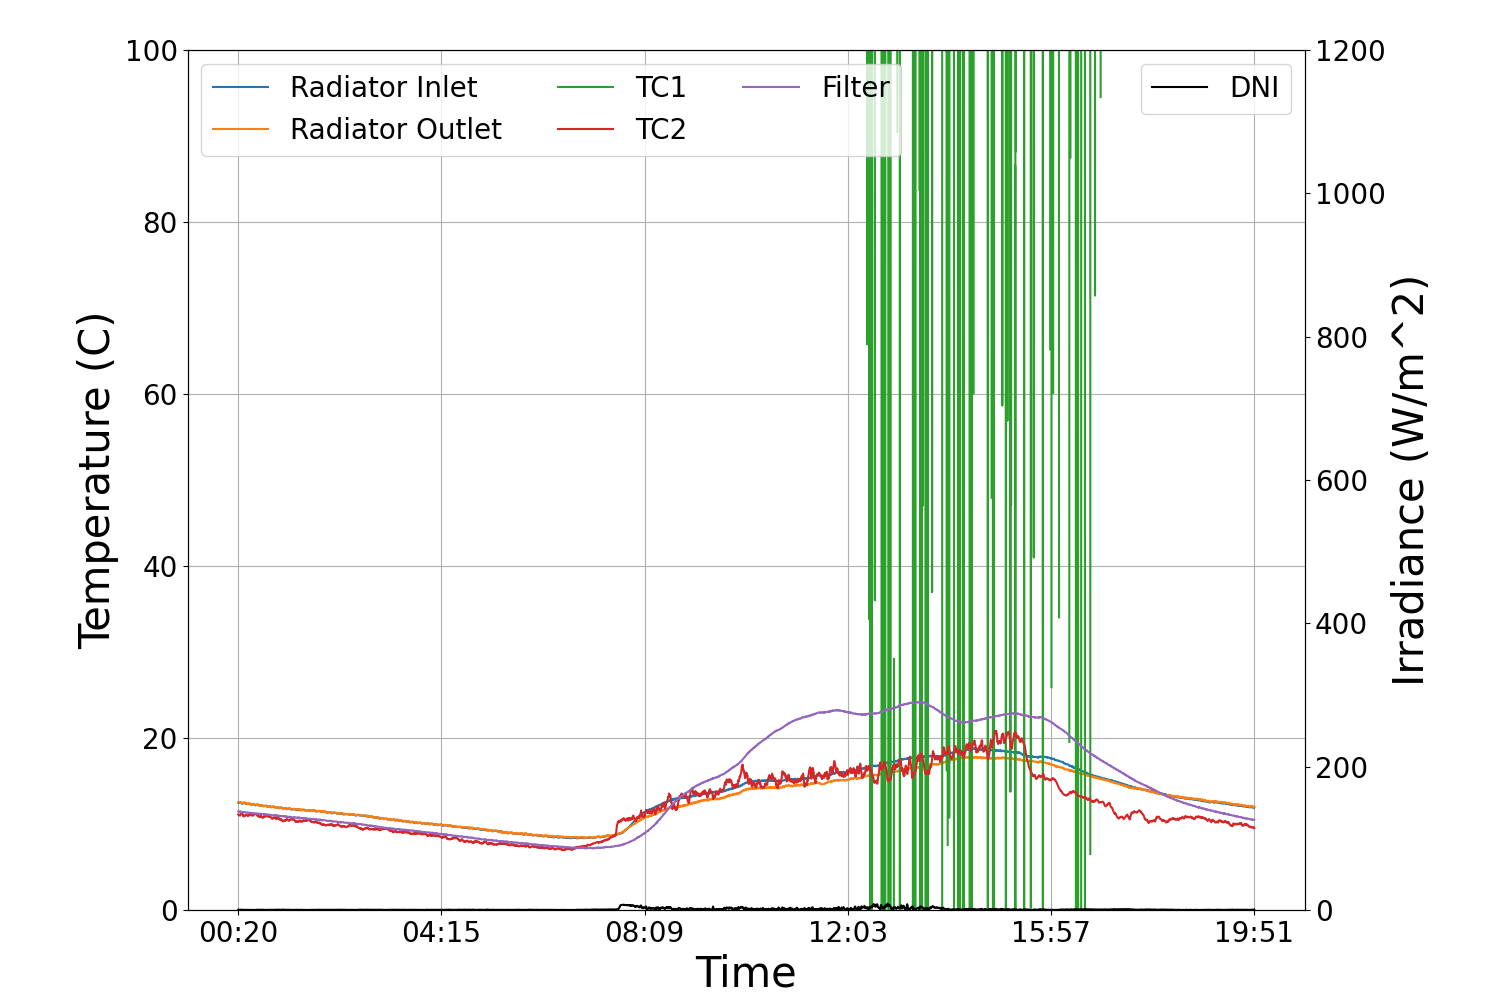 100
80
60
40
20
0
Temperature (C)
Radiator Inlet
Radiator Outlet
TC1
TC2
Filter
DNI
1200
1000
800
600
400
200
0
Irradiance (W/m^2)
00:20 04:15 08:09 12:03 15:57 19:51
Time